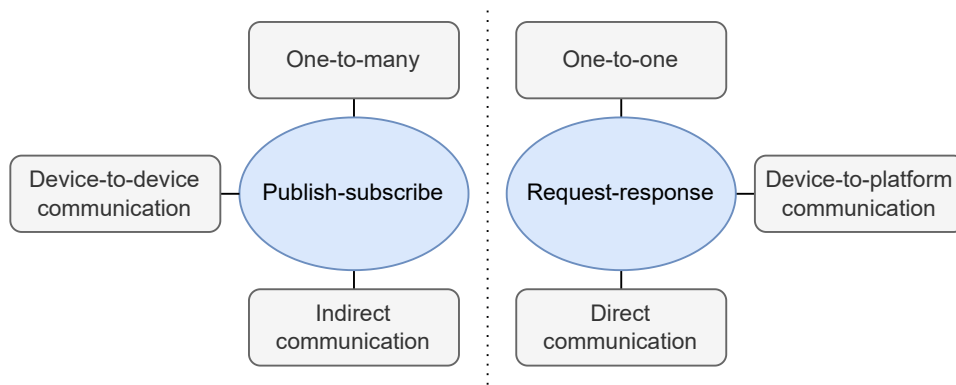 One-to-many
Device-to-device
communication
Publish-subscribe
Indirect
communication
One-to-one
Request-response
Device-to-platform
communication
Direct
communication